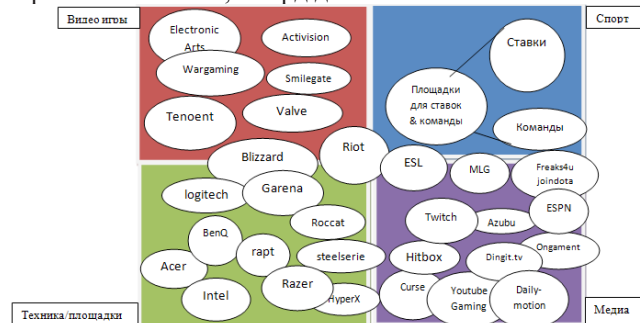 Видео игры
Спорт
Electronic
Arts
Activision
Wargaming
Smilegate
Tenoent
Valve
Ставки
Площадки
для ставок
& команды
Команды
Blizzard
Riot
ESL
MLG
Freaks4u
joindota
logitech
Garena
Roccat
Twitch
Azubu
ESPN
BenQ
rapt
steelserie
Hitbox
Dingit.tv
Ongament
Acer
Intel
Razer
HyperX
Curse
Youtube
Gaming
Daily-
motion
Техника/площадки
Медиа